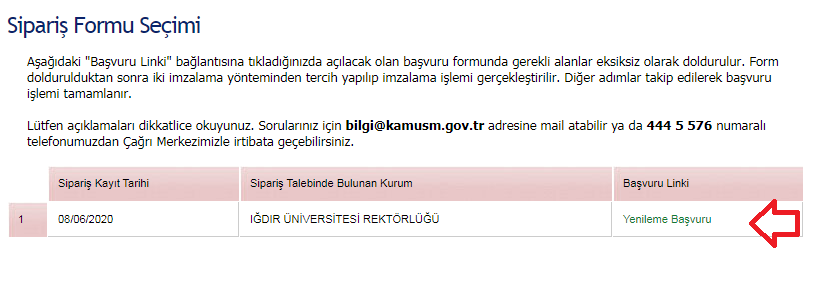 Sipariş Formu Seçimi
Aşağıdaki "Başvuru Linki" bağlantısına tıkladığınızda açılacak olan başvuru formunda gerekli alanlar eksiksiz olarak doldurulur. Form
doldurulduktan sonra iki imzalama yönteminden tercih yapılıp imzalama işlemi gerçekleştirilir. Diğer adımlar takip edilerek başvuru
işlemi tamamlanır.
Lütfen açıklamaları dikkatlice okuyunuz. Sorularınız için bilgi@kamusm.gov.tr adresine mail atabilir ya da 444 5 576 numaralı
telefonumuzdan Çağrı Merkezimizle irtibata geçebilirsiniz.
Sipariş Kayıt Tarihi Sipariş Talebinde Bulunan Kurum Başvuru Linki
1 08/06/2020 IĞDIR ÜNİVERSİTESİ REKTÖRLÜĞÜ Yenileme Başvuru